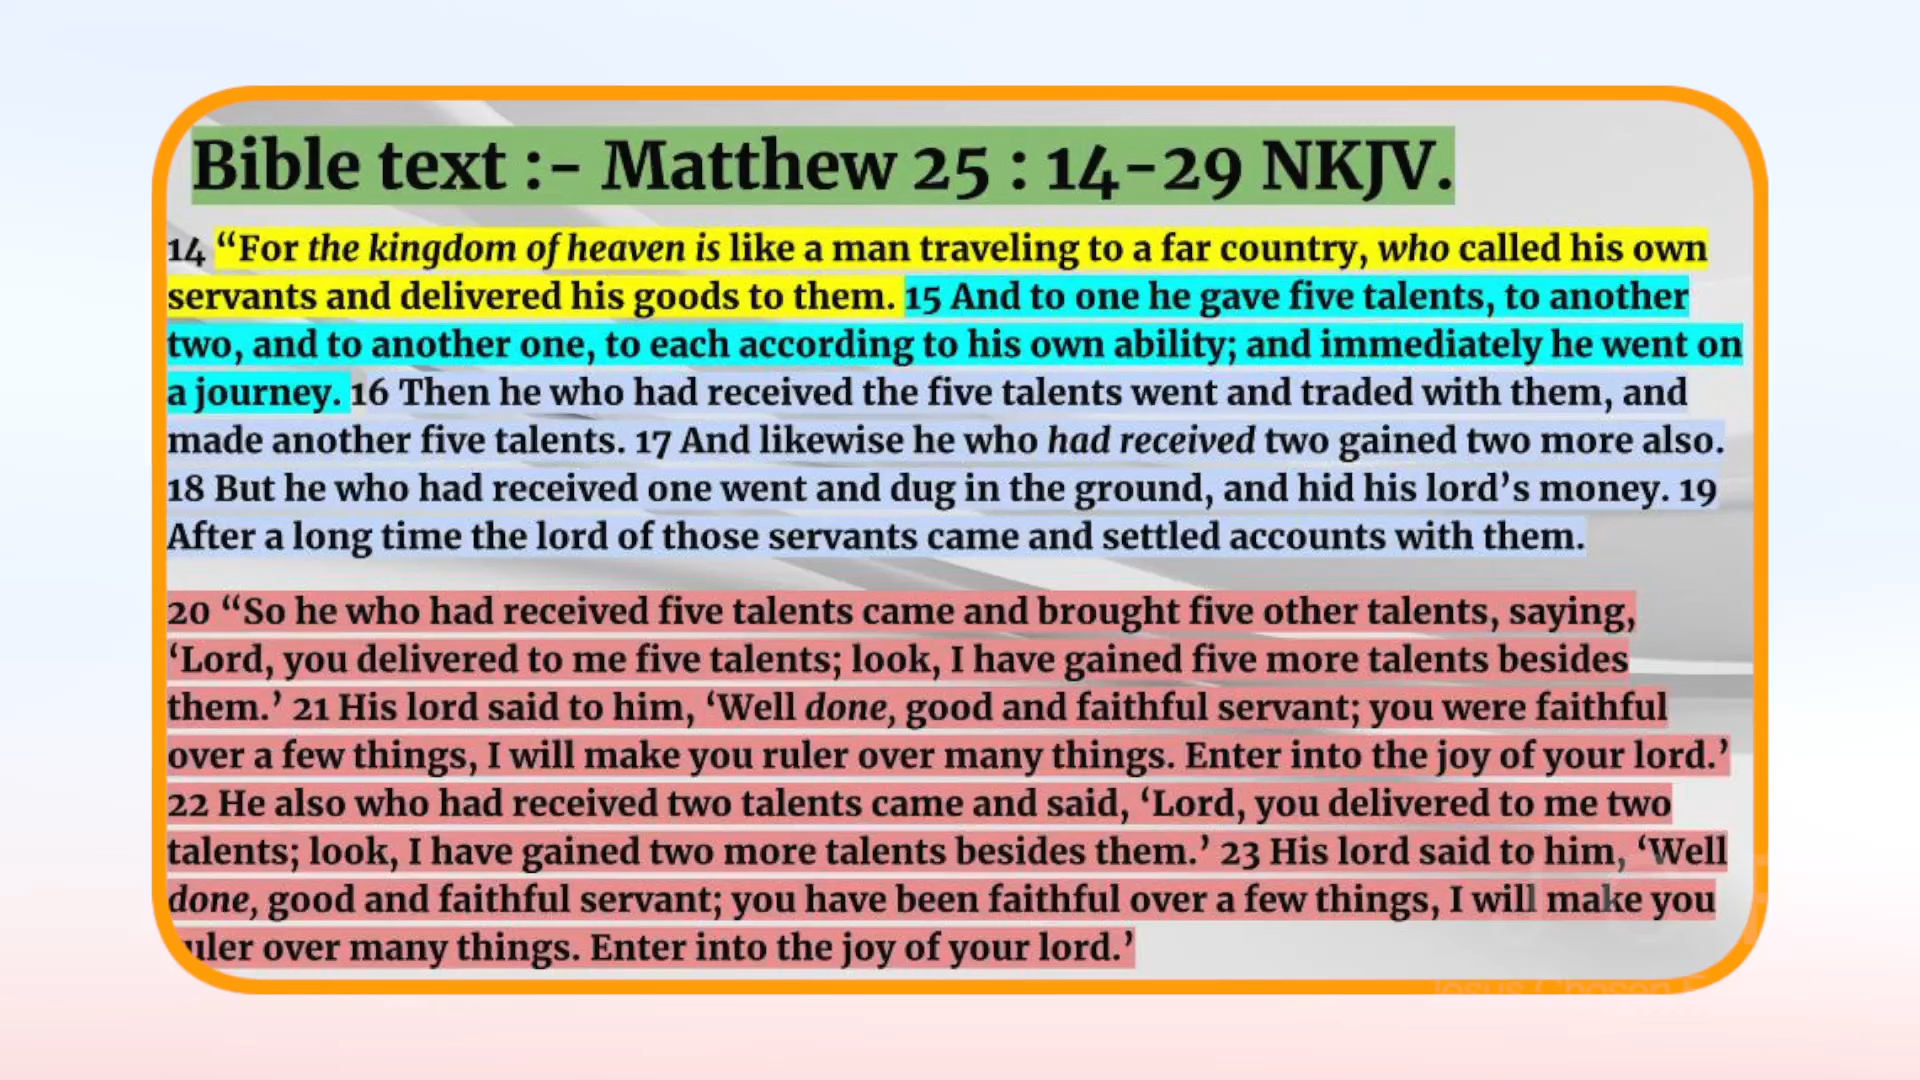 Bible text :- Matthew 25 : 14-29 NKJV.
14 “For the kingdom of heaven is like a man traveling to a far country, who called his own
servants and delivered his goods to them. 15 And to one he gave five talents, to another
two, and to another one, to each according to his own ability; and immediately he went on
a journey. 16 Then he who had received the five talents went and traded with them, and
made another five talents. 17 And likewise he who had received two gained two more also.
18 But he who had received one went and dug in the ground, and hid his lord’s money. 19
After a long time the lord of those servants came and settled accounts with them.
20 “So he who had received five talents came and brought five other talents, saying,
‘Lord, you delivered to me five talents; look, I have gained five more talents besides
them.’ 21 His lord said to him, ‘Well done, good and faithful servant; you were faithful
over a few things, I will make you ruler over many things. Enter into the joy of your lord.’
22 He also who had received two talents came and said, ‘Lord, you delivered to me two
talents; look, I have gained two more talents besides them.’ 23 His lord said to him, ‘Well
done, good and faithful servant; you have been faithful over a few things, I will make you
uler over many things. Enter into the joy of your lord.’
Jesus Chosen